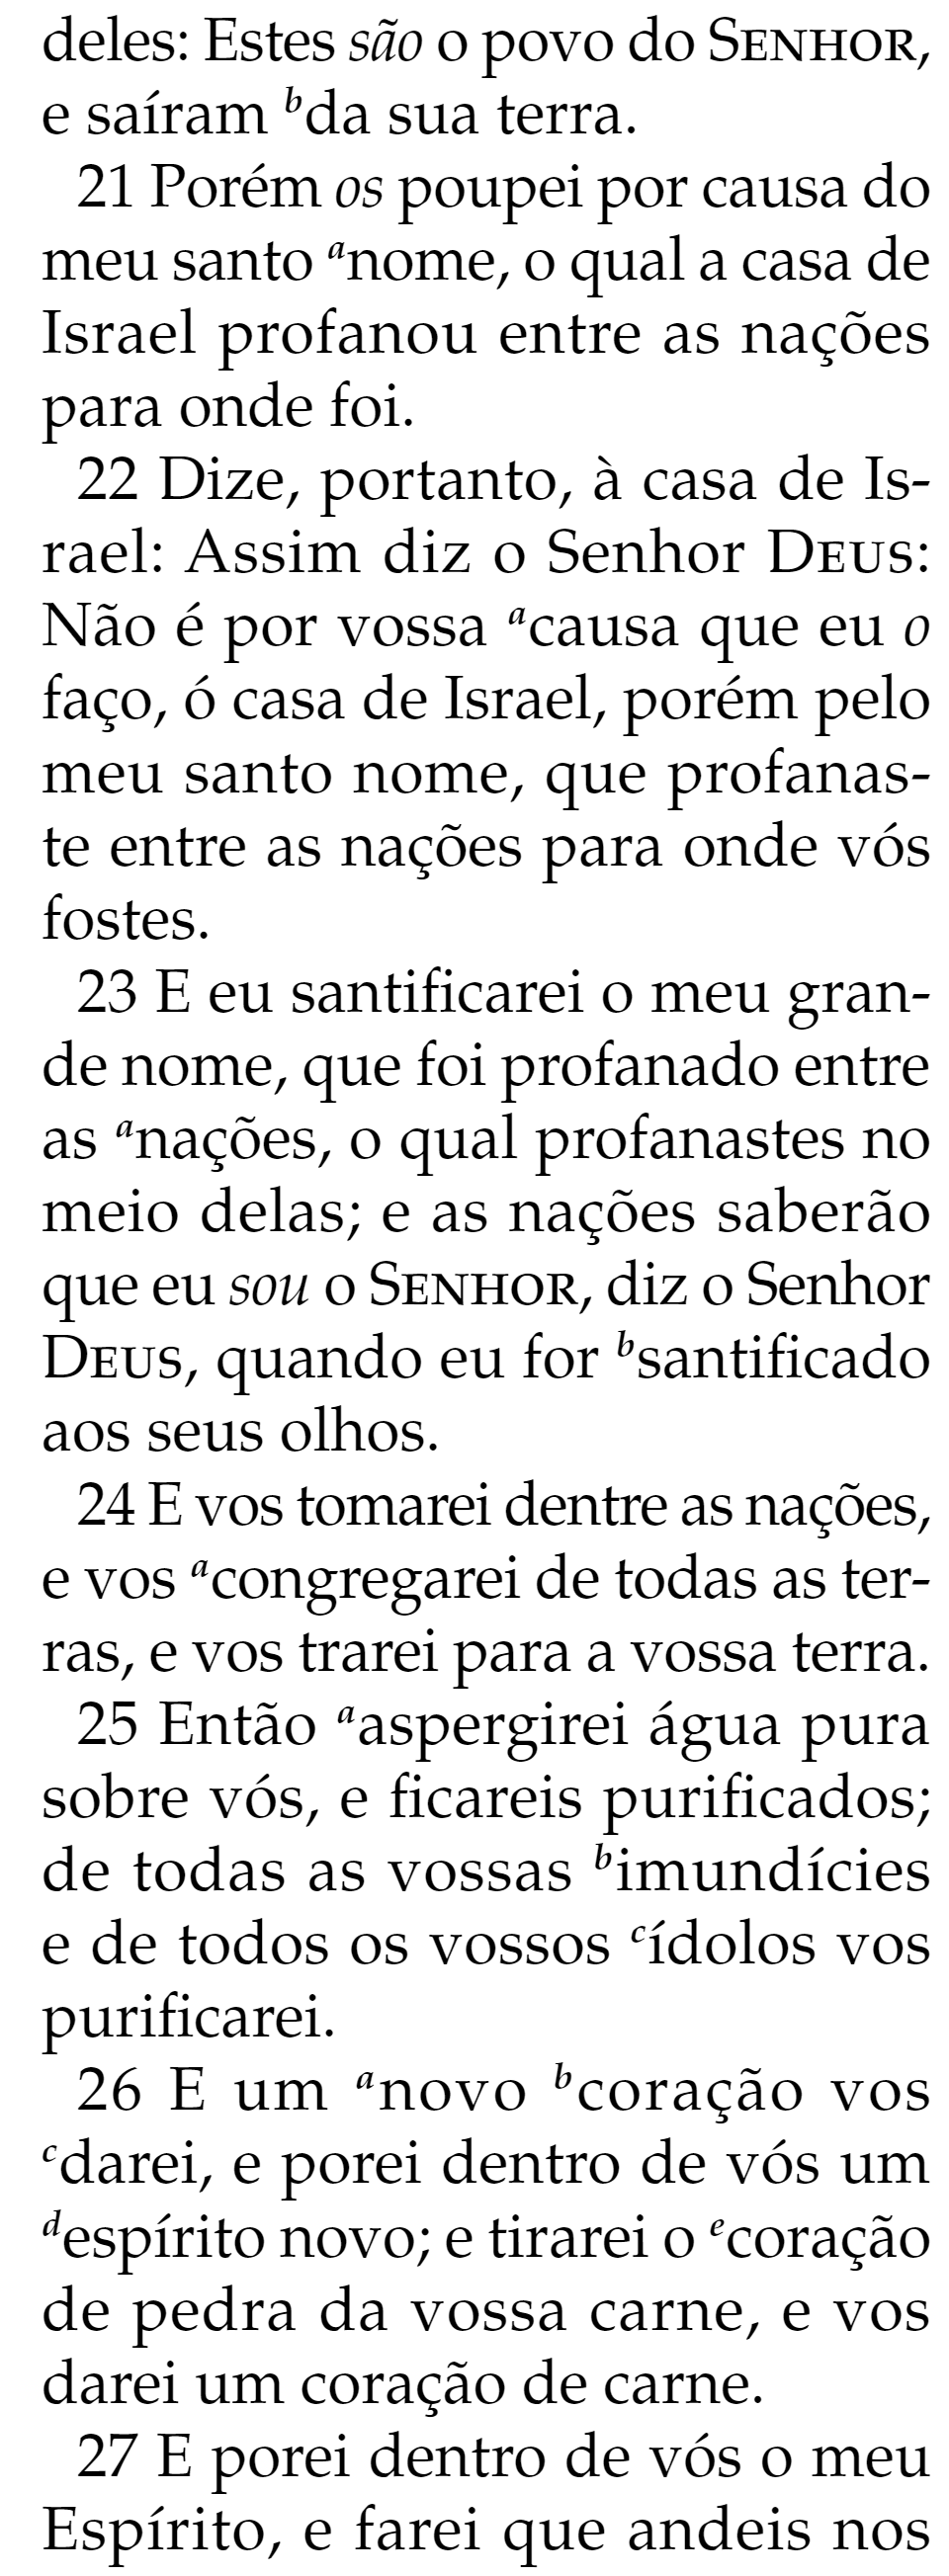 deles: Estes são o povo do SENHOR,
e saíram bda sua terra.
21 Porém os poupei por causa do
meu santo anome, o qual a casa de
Israel profanou entre as nações
para onde foi.
22 Dize, portanto, à casa de Is-
rael: Assim diz o Senhor DEUS:
Não é por vossa acausa que eu o
faço, ó casa de Israel, porém pelo
meu santo nome, que profanas-
te entre as nações para onde vós
fostes.
23 E eu santificarei o meu gran-
de nome, que foi profanado entre
as anações, o qual profanastes no
meio delas; e as nações saberão
que eu sou o SENHOR, diz o Senhor
DEUS, quando eu for bsantificado
aos seus olhos.
24 E vos tomarei dentre as nações,
e vos acongregarei de todas as ter-
ras, e vos trarei para a vossa terra.
25 Então aaspergirei água pura
sobre vós, e ficareis purificados;
de todas as vossas bimundícies
e de todos os vossos cídolos vos
purificarei.
26 E um anovo bcoração vos
cdarei, e porei dentro de vós um
despírito novo; e tirarei o ecoração
de pedra da vossa carne, e vos
darei um coração de carne.
27 E porei dentro de vós o meu
Espírito, e farei que andeis nos